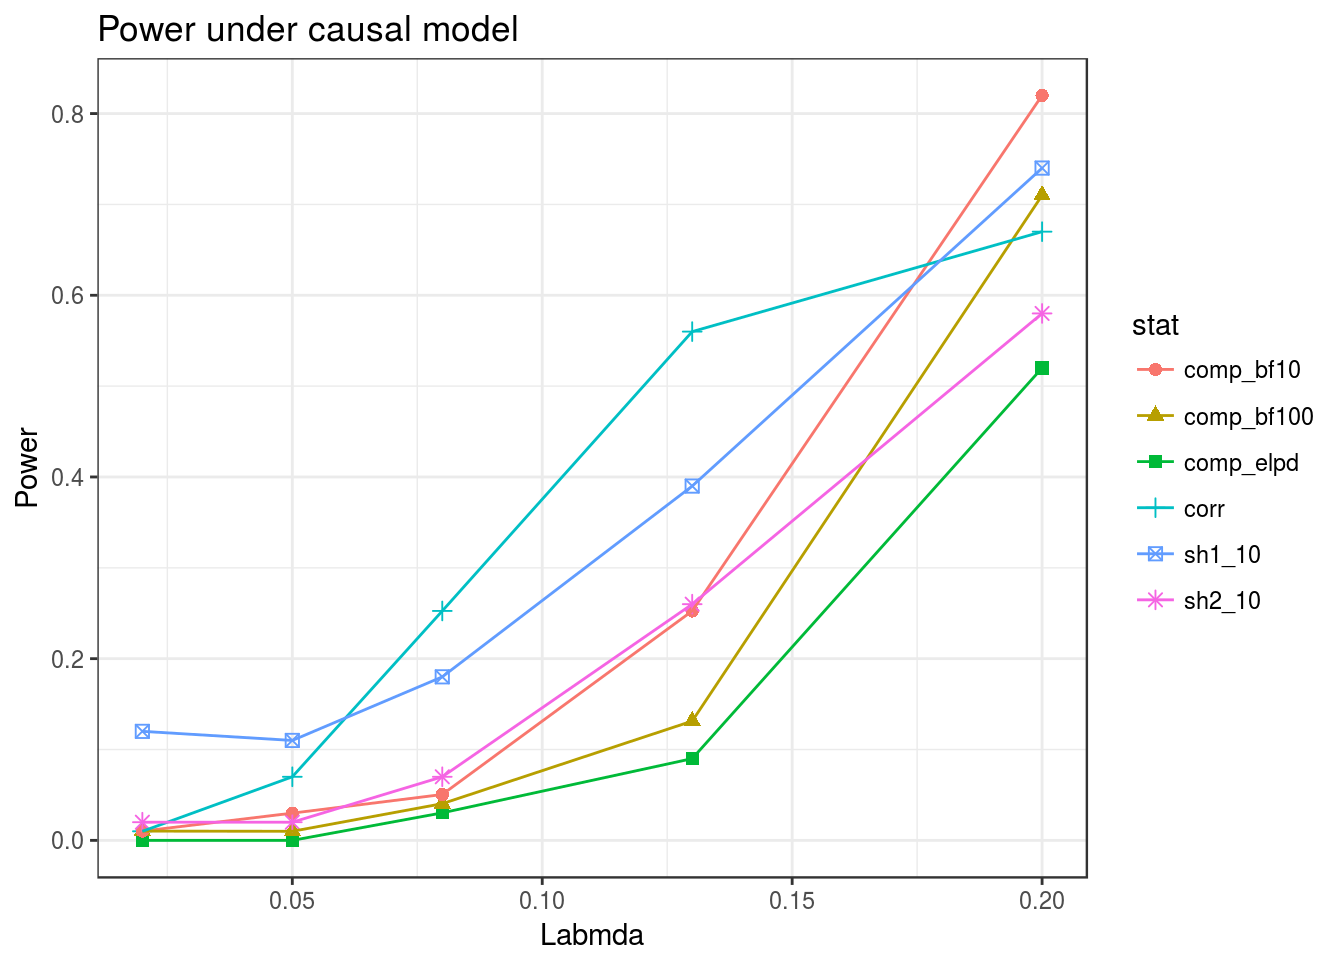 Power under causal model
Power
0.8
0.6
0.4
0.2
0.0
0.05
0.10
0.15
0.20
Labmda
stat
comp_bf10
comp_bf100
comp_elpd
corr
sh1_10
sh2_10